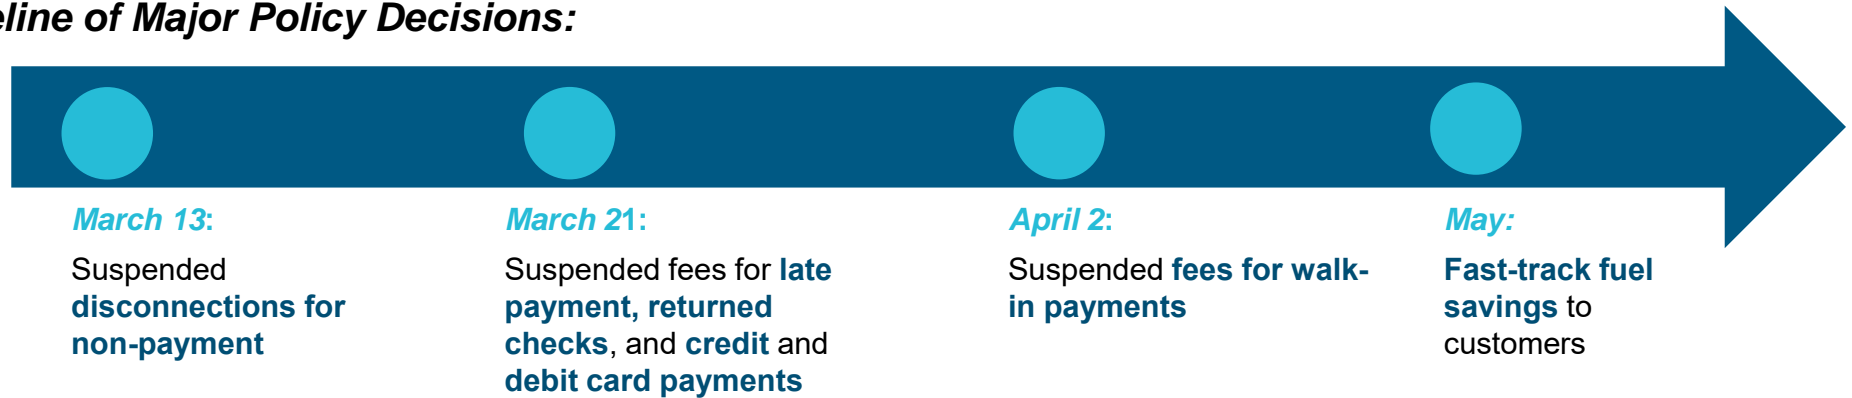 eline of Major Policy Decisions:
March 13:
Suspended
disconnections for
non-payment
March 21:
Suspended fees for late
payment, returned
checks, and credit and
debit card payments
April 2:
Suspended fees for walk-
in payments
May:
Fast-track fuel
savings to
customers